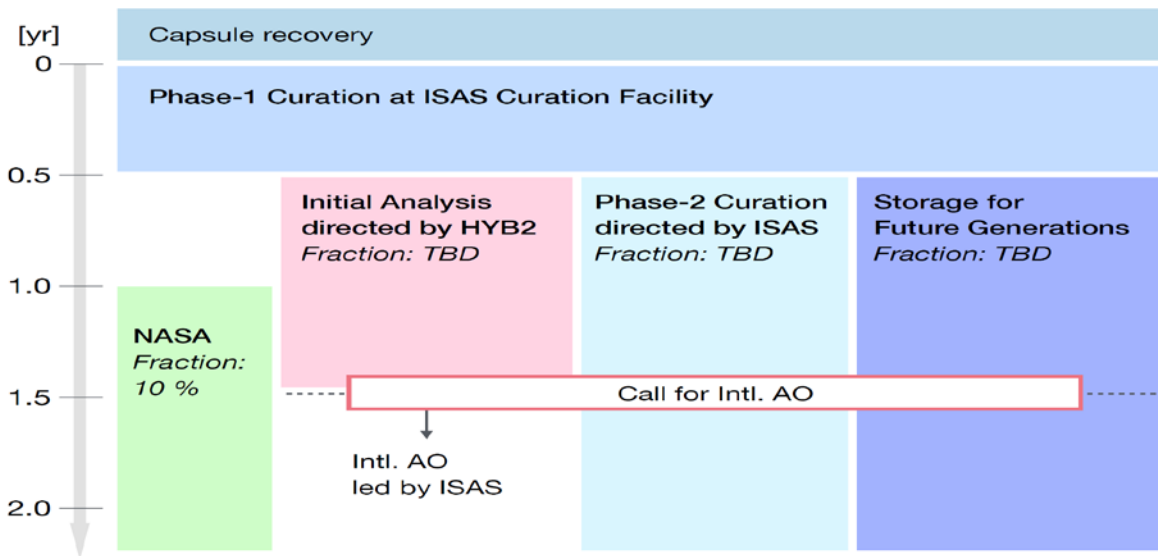 [yr]
Capsule recovery
0
Phase-1 Curation at ISAS Curation Facility
0.5
Initial Analysis
directed by HYB2
Fraction: TBD
Phase-2 Curation
directed by ISAS
Fraction: TBD
Storage for
Future Generations
Fraction: TBD
1.0
NASA
Fraction:
10 %
1.5
Call for Intl. AO
Intl. AO
led by ISAS
2.0